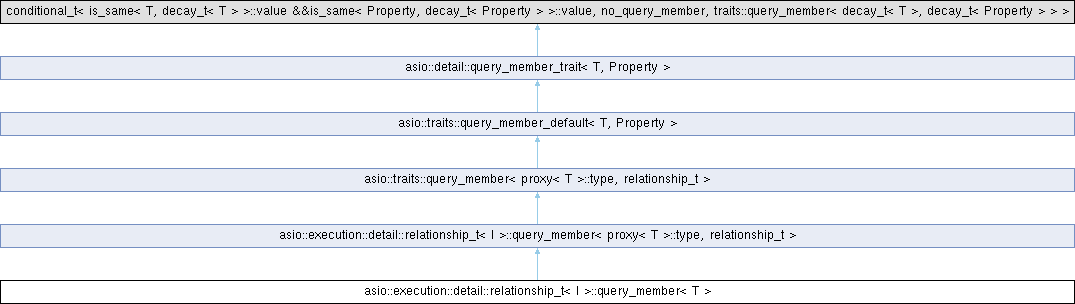 conditional_t< is_same< T, decay_t< T > >::value &&is_same< Property, decay_t< Property > >::value, no_query_member, traits::query_member< decay_t< T >, decay_t< Property > > >
asio::detail::query_member_trait< T, Property >
asio::traits::query_member_default< T, Property >
asio::traits::query_member< proxy< T >::type, relationship_t >
asio::execution::detail::relationship_t< I >::query_member< proxy< T >::type, relationship_t >
asio::execution::detail::relationship_t< I >::query_member< T >